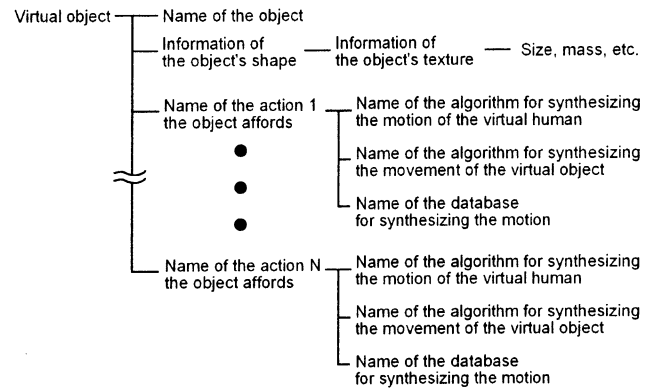 Virtual object
Name of the object
Information of
the object's shape
Information of
the object's texture
Size, mass, etc.
Name of the action 1
the object affords
Name of the algorithm for synthesizing
the motion of the virtual human
Name of the algorithm for synthesizing
the movement of the virtual object
Name of the database
for synthesizing the motion
Name of the action N
the object affords
Name of the algorithm for synthesizing
the motion of the virtual human
Name of the algorithm for synthesizing
the movement of the virtual object
Name of the database
for synthesizing the motion